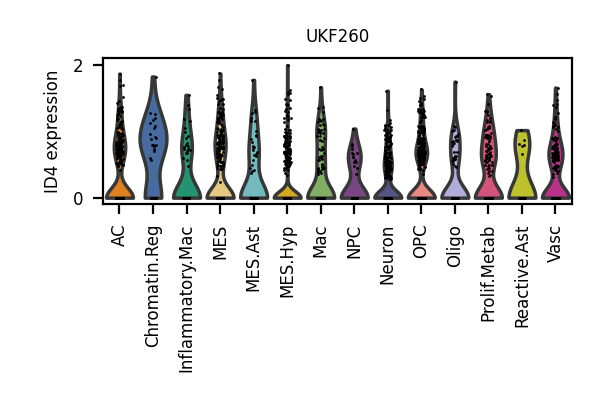 UKF260
ID4 expression
2
0
AC
Chromatin.Reg
Inflammatory.Mac
MES
MES.Ast
MES.Hyp
Mac
NPC
Neuron
OPC
Oligo
Prolif.Metab
Reactive.Ast
Vasc